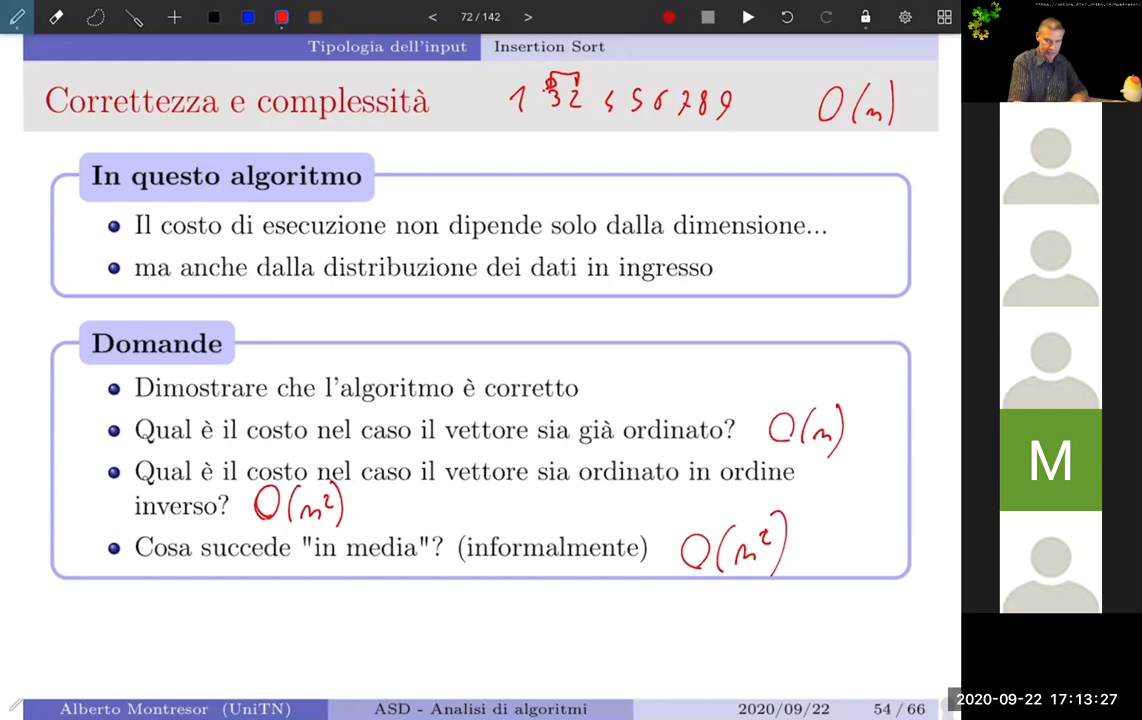 72 / 142
Tipologia dell'input Insertion Sort
Correttezza e complessità 1 3 2 4 5 6 7 8 9 O(n)
In questo algoritmo
Il costo di esecuzione non dipende solo dalla dimensione...
ma anche dalla distribuzione dei dati in ingresso
Domande
Dimostrare che l'algoritmo è corretto
Qual è il costo nel caso il vettore sia già ordinato? O(n)
Qual è il costo nel caso il vettore sia ordinato in ordine
inverso? O(n²)
Cosa succede "in media"? (informalmente) O(n²)
M
2020-09-22 17:13:27
Alberto Montresor (UniTN) ASD - Analisi di algoritmi 2020/09/22 54 / 66